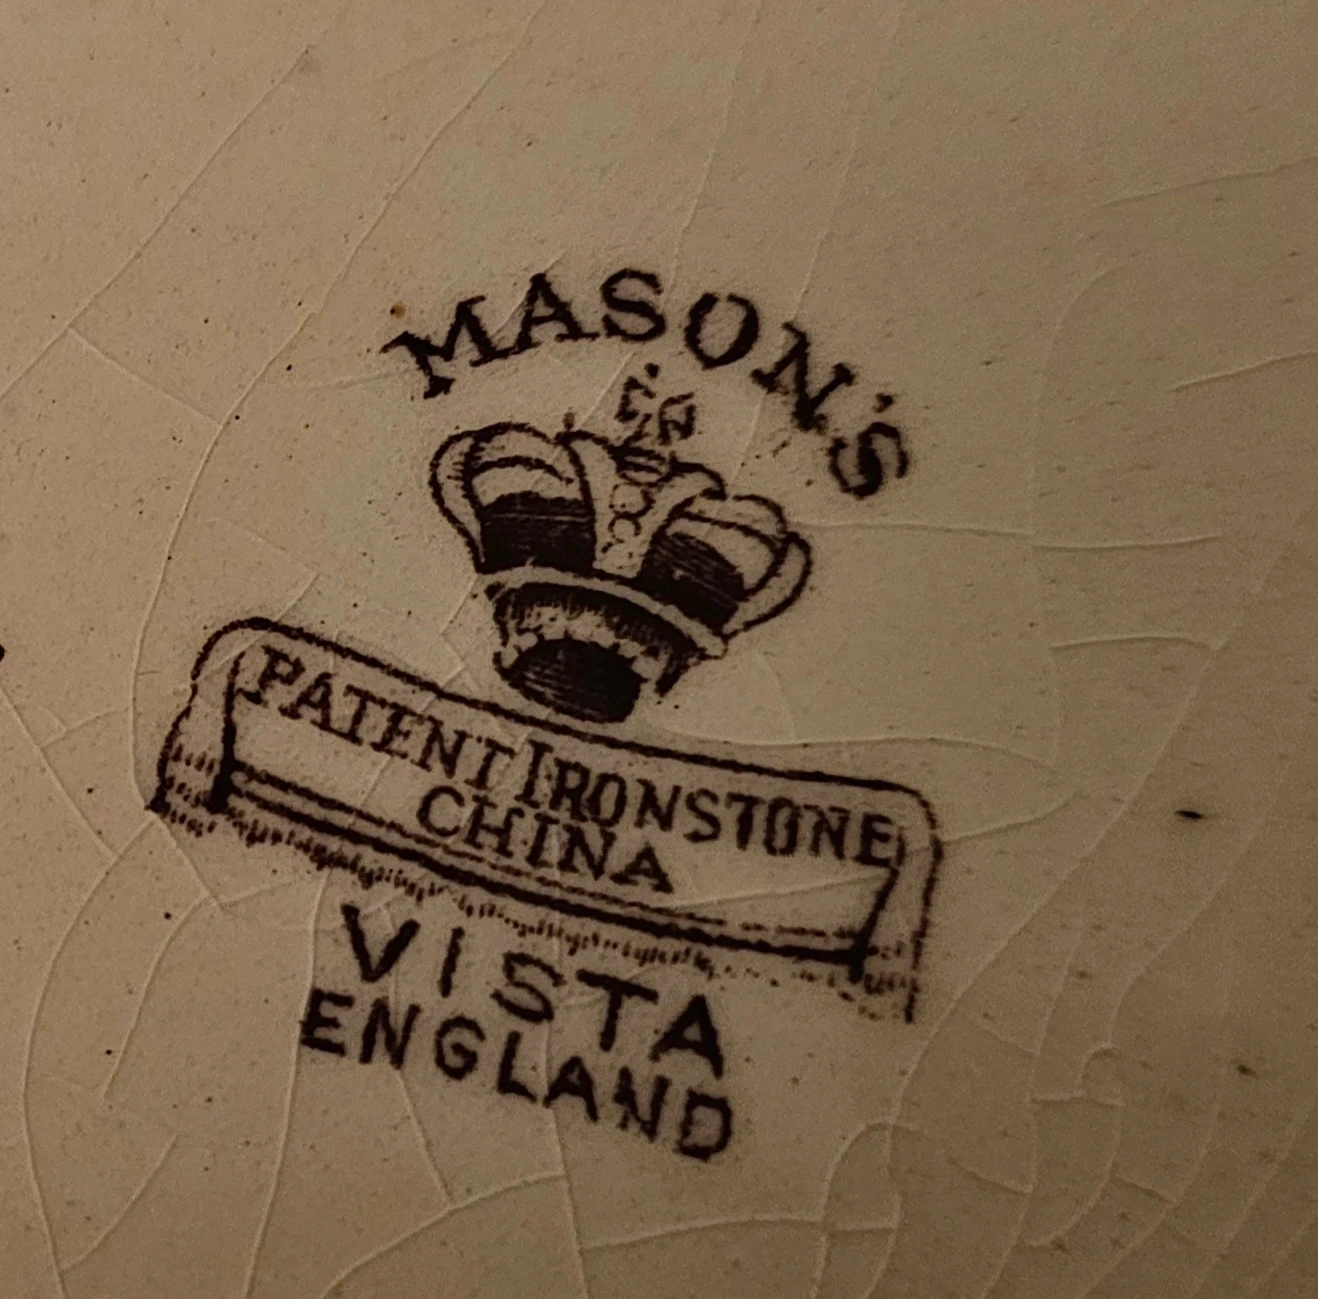 MASON'S
PATENT IRONSTONE
CHINA
VISTA
ENGLAND